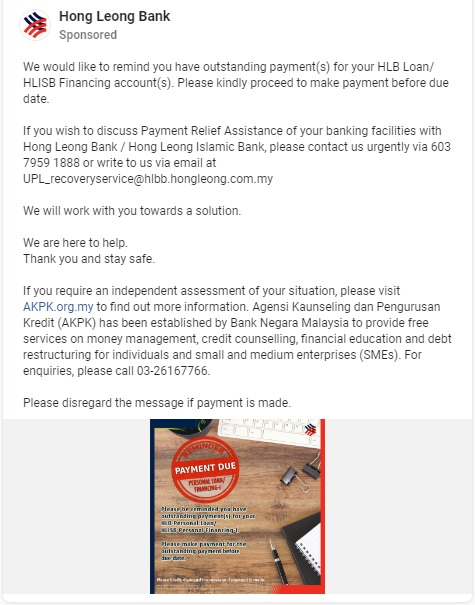 Hong Leong Bank
Sponsored
We would like to remind you have outstanding payment(s) for your HLB Loan/
HLISB Financing account(s). Please kindly proceed to make payment before due
date.
If you wish to discuss Payment Relief Assistance of your banking facilities with
Hong Leong Bank / Hong Leong Islamic Bank, please contact us urgently via 603
7959 1888 or write to us via email at
UPL_recoveryservice@hlbb.hongleong.com.my
We will work with you towards a solution.
We are here to help.
Thank you and stay safe.
If you require an independent assessment of your situation, please visit
AKPK.org.my to find out more information. Agensi Kaunseling dan Pengurusan
Kredit (AKPK) has been established by Bank Negara Malaysia to provide free
services on money management, credit counselling, financial education and debt
restructuring for individuals and small and medium enterprises (SMEs). For
enquiries, please call 03-26167766.
Please disregard the message if payment is made.
REMINDER
PAYMENT DUE
PERSONAL LOAN/
FINANCING-i
Please be reminded you have
outstanding payment(s) for your
HLB Personal Loan/
HLISB Personal Financing-i.
Please make payment for the
outstanding payment before
due date.
Please kindly disregard the message if payment is made.